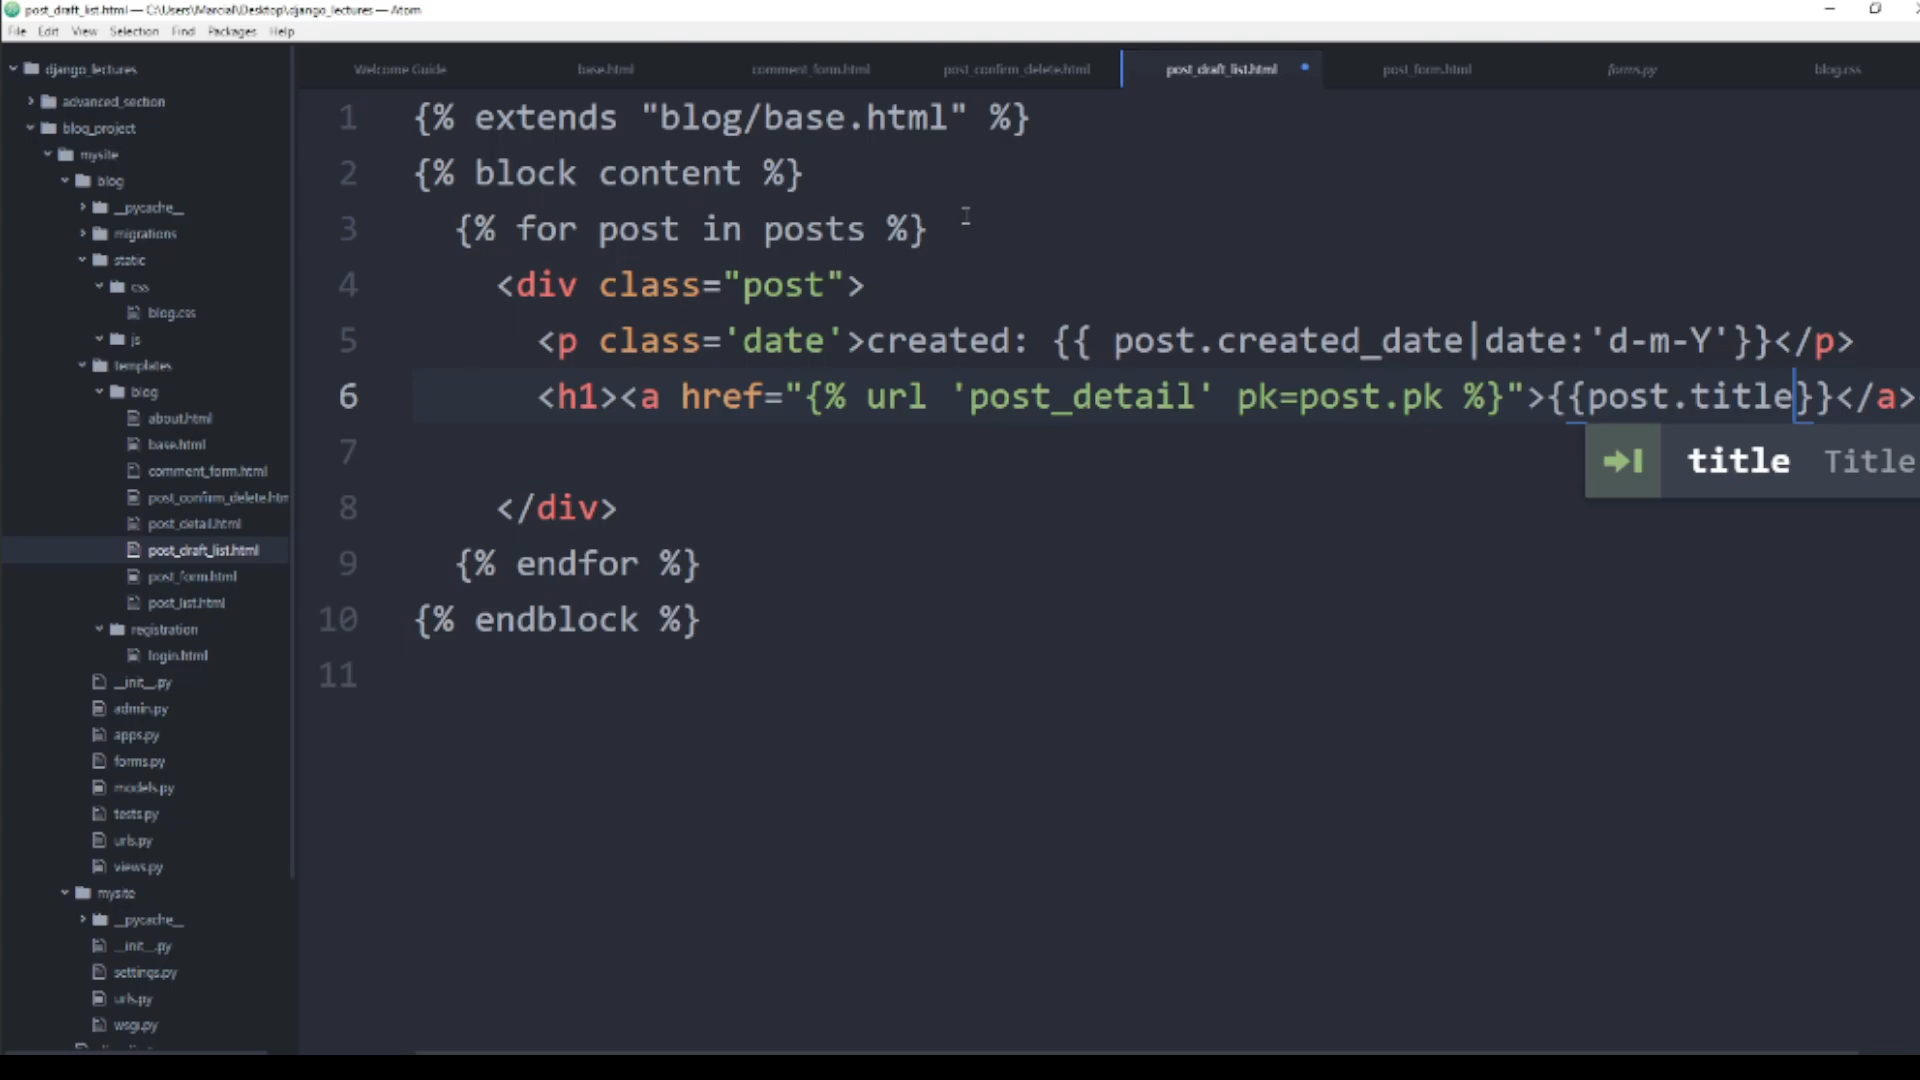 post_draft_list.html — C:\Users\Marcial\Desktop\django_lectures — Atom
File Edit View Selection Find Packages Help
django_lectures
advanced_section
blog_project
mysite
blog
__pycache__
migrations
static
css
blog.css
js
templates
blog
about.html
base.html
comment_form.html
post_confirm_delete.htm
post_detail.html
post_draft_list.html
post_form.html
post_list.html
registration
login.html
__init__.py
admin.py
apps.py
forms.py
models.py
tests.py
urls.py
views.py
mysite
__pycache__
__init__.py
settings.py
urls.py
wsgi.py
Welcome Guide base.html comment_form.html post_confirm_delete.html post_draft_list.html post_form.html forms.py blog.css
1 {% extends "blog/base.html" %}
2 {% block content %}
3 {% for post in posts %}
4 <div class="post">
5 <p class='date'>created: {{ post.created_date|date:'d-m-Y'}}</p>
6 <h1><a href="{% url 'post_detail' pk=post.pk %}">{{post.title}}</a>
7
title Title
8 </div>
9 {% endfor %}
10 {% endblock %}
11